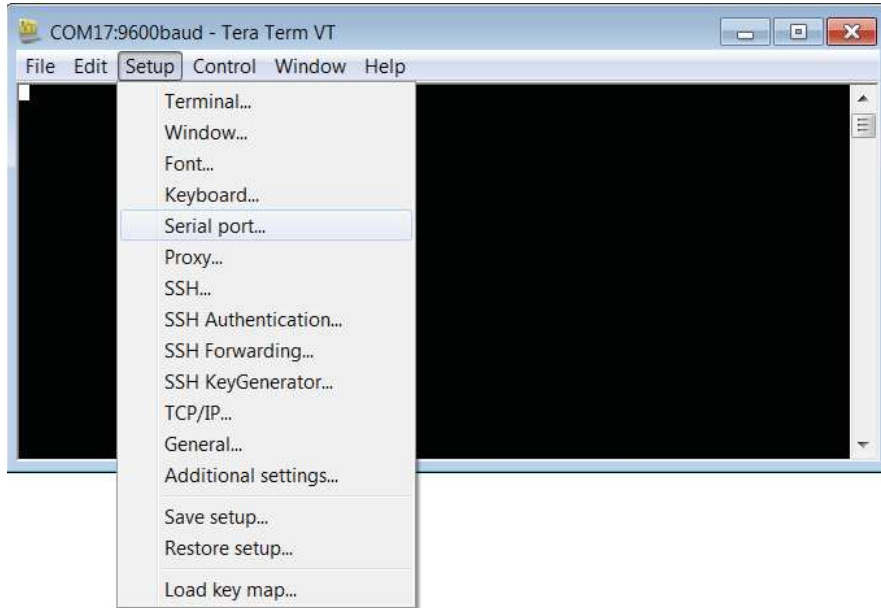 COM17:9600baud - Tera Term VT
File Edit Setup Control Window Help
Terminal...
Window...
Font...
Keyboard...
Serial port...
Proxy...
SSH...
SSH Authentication...
SSH Forwarding...
SSH KeyGenerator...
TCP/IP...
General...
Additional settings...
Save setup...
Restore setup...
Load key map...